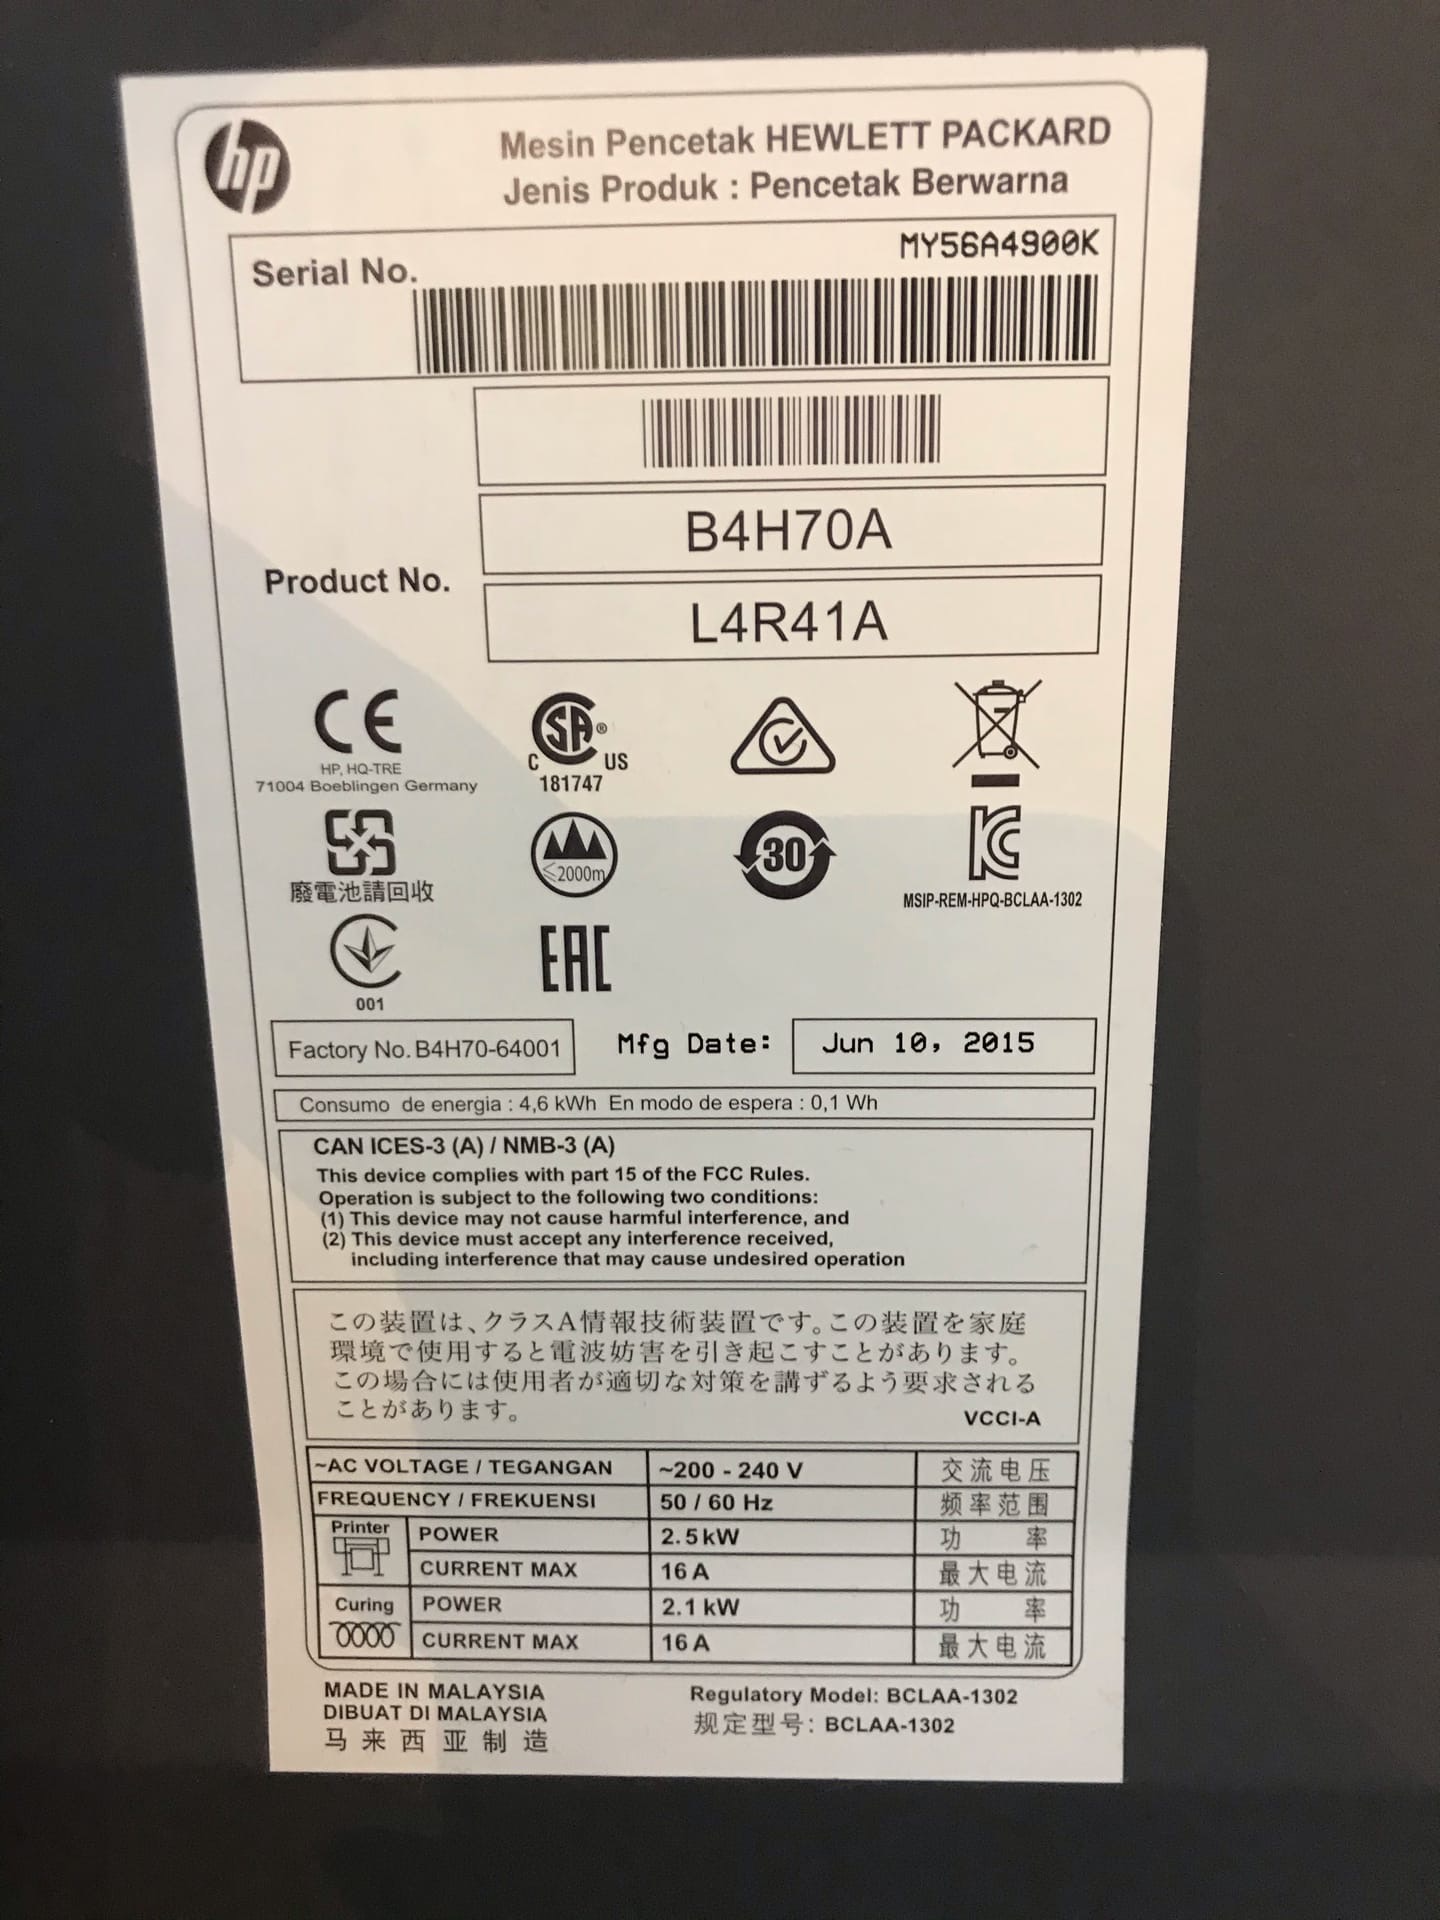 hp
Mesin Pencetak HEWLETT PACKARD
Jenis Produk : Pencetak Berwarna
MY56A4900K
Serial No.
B4H70A
Product No.
L4R41A
CE
HP, HQ-TRE
71004 Boeblingen Germany
SA®
C US
181747
廢電池請回收
≤2000m
30
MSIP-REM-HPQ-BCLAA-1302
001
EAC
Factory No. B4H70-64001
Mfg Date: Jun 10, 2015
Consumo de energia : 4,6 kWh En modo de espera : 0,1 Wh
CAN ICES-3 (A) / NMB-3 (A)
This device complies with part 15 of the FCC Rules.
Operation is subject to the following two conditions:
(1) This device may not cause harmful interference, and
(2) This device must accept any interference received,
including interference that may cause undesired operation
この装置は、クラスA情報技術装置です。この装置を家庭
環境で使用すると電波妨害を引き起こすことがあります。
この場合には使用者が適切な対策を講ずるよう要求される
ことがあります。
VCCI-A
~AC VOLTAGE / TEGANGAN ~200 - 240 V 交流电压
FREQUENCY / FREKUENSI 50 / 60 Hz 频率范围
Printer POWER 2.5 kW 功 率
CURRENT MAX 16 A 最大电流
Curing POWER 2.1 kW 功 率
CURRENT MAX 16 A 最大电流
MADE IN MALAYSIA
DIBUAT DI MALAYSIA
马来西亚制造
Regulatory Model: BCLAA-1302
规定型号: BCLAA-1302